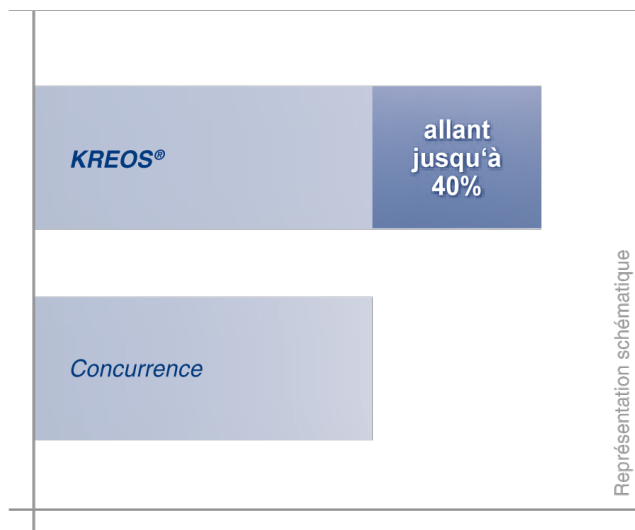 KREOS®
allant
jusqu‘à
40%
Concurrence
Représentation schématique